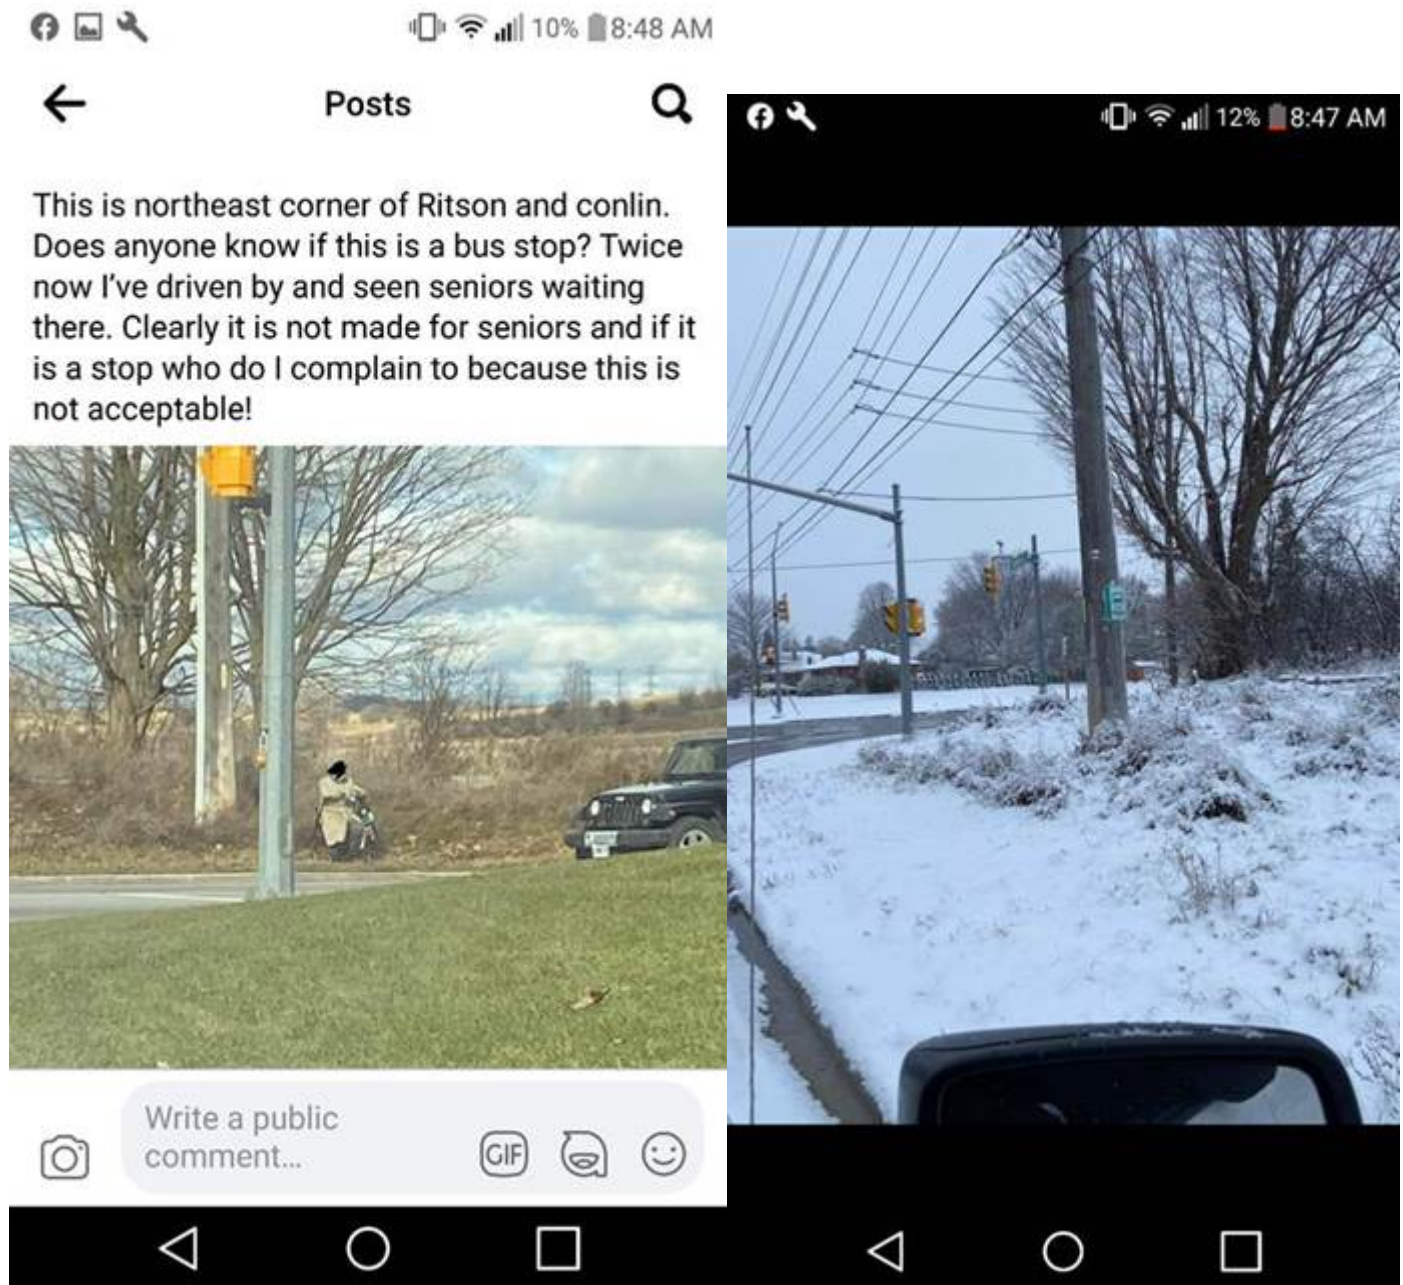 10% 8:48 AM
Posts
This is northeast corner of Ritson and conlin.
Does anyone know if this is a bus stop? Twice
now I've driven by and seen seniors waiting
there. Clearly it is not made for seniors and if it
is a stop who do I complain to because this is
not acceptable!
Write a public
comment...
GIF
12% 8:47 AM